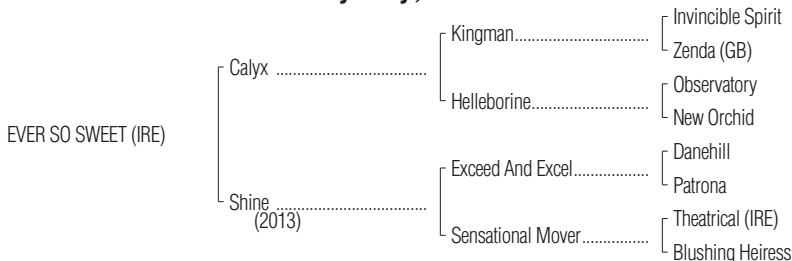 Invincible Spirit
Kingman
Zenda (GB)
Calyx
Observatory
Helleborine
New Orchid
EVER SO SWEET (IRE)
Danehill
Exceed And Excel
Patrona
Shine
(2013)
Theatrical (IRE)
Sensational Mover
Blushing Heiress